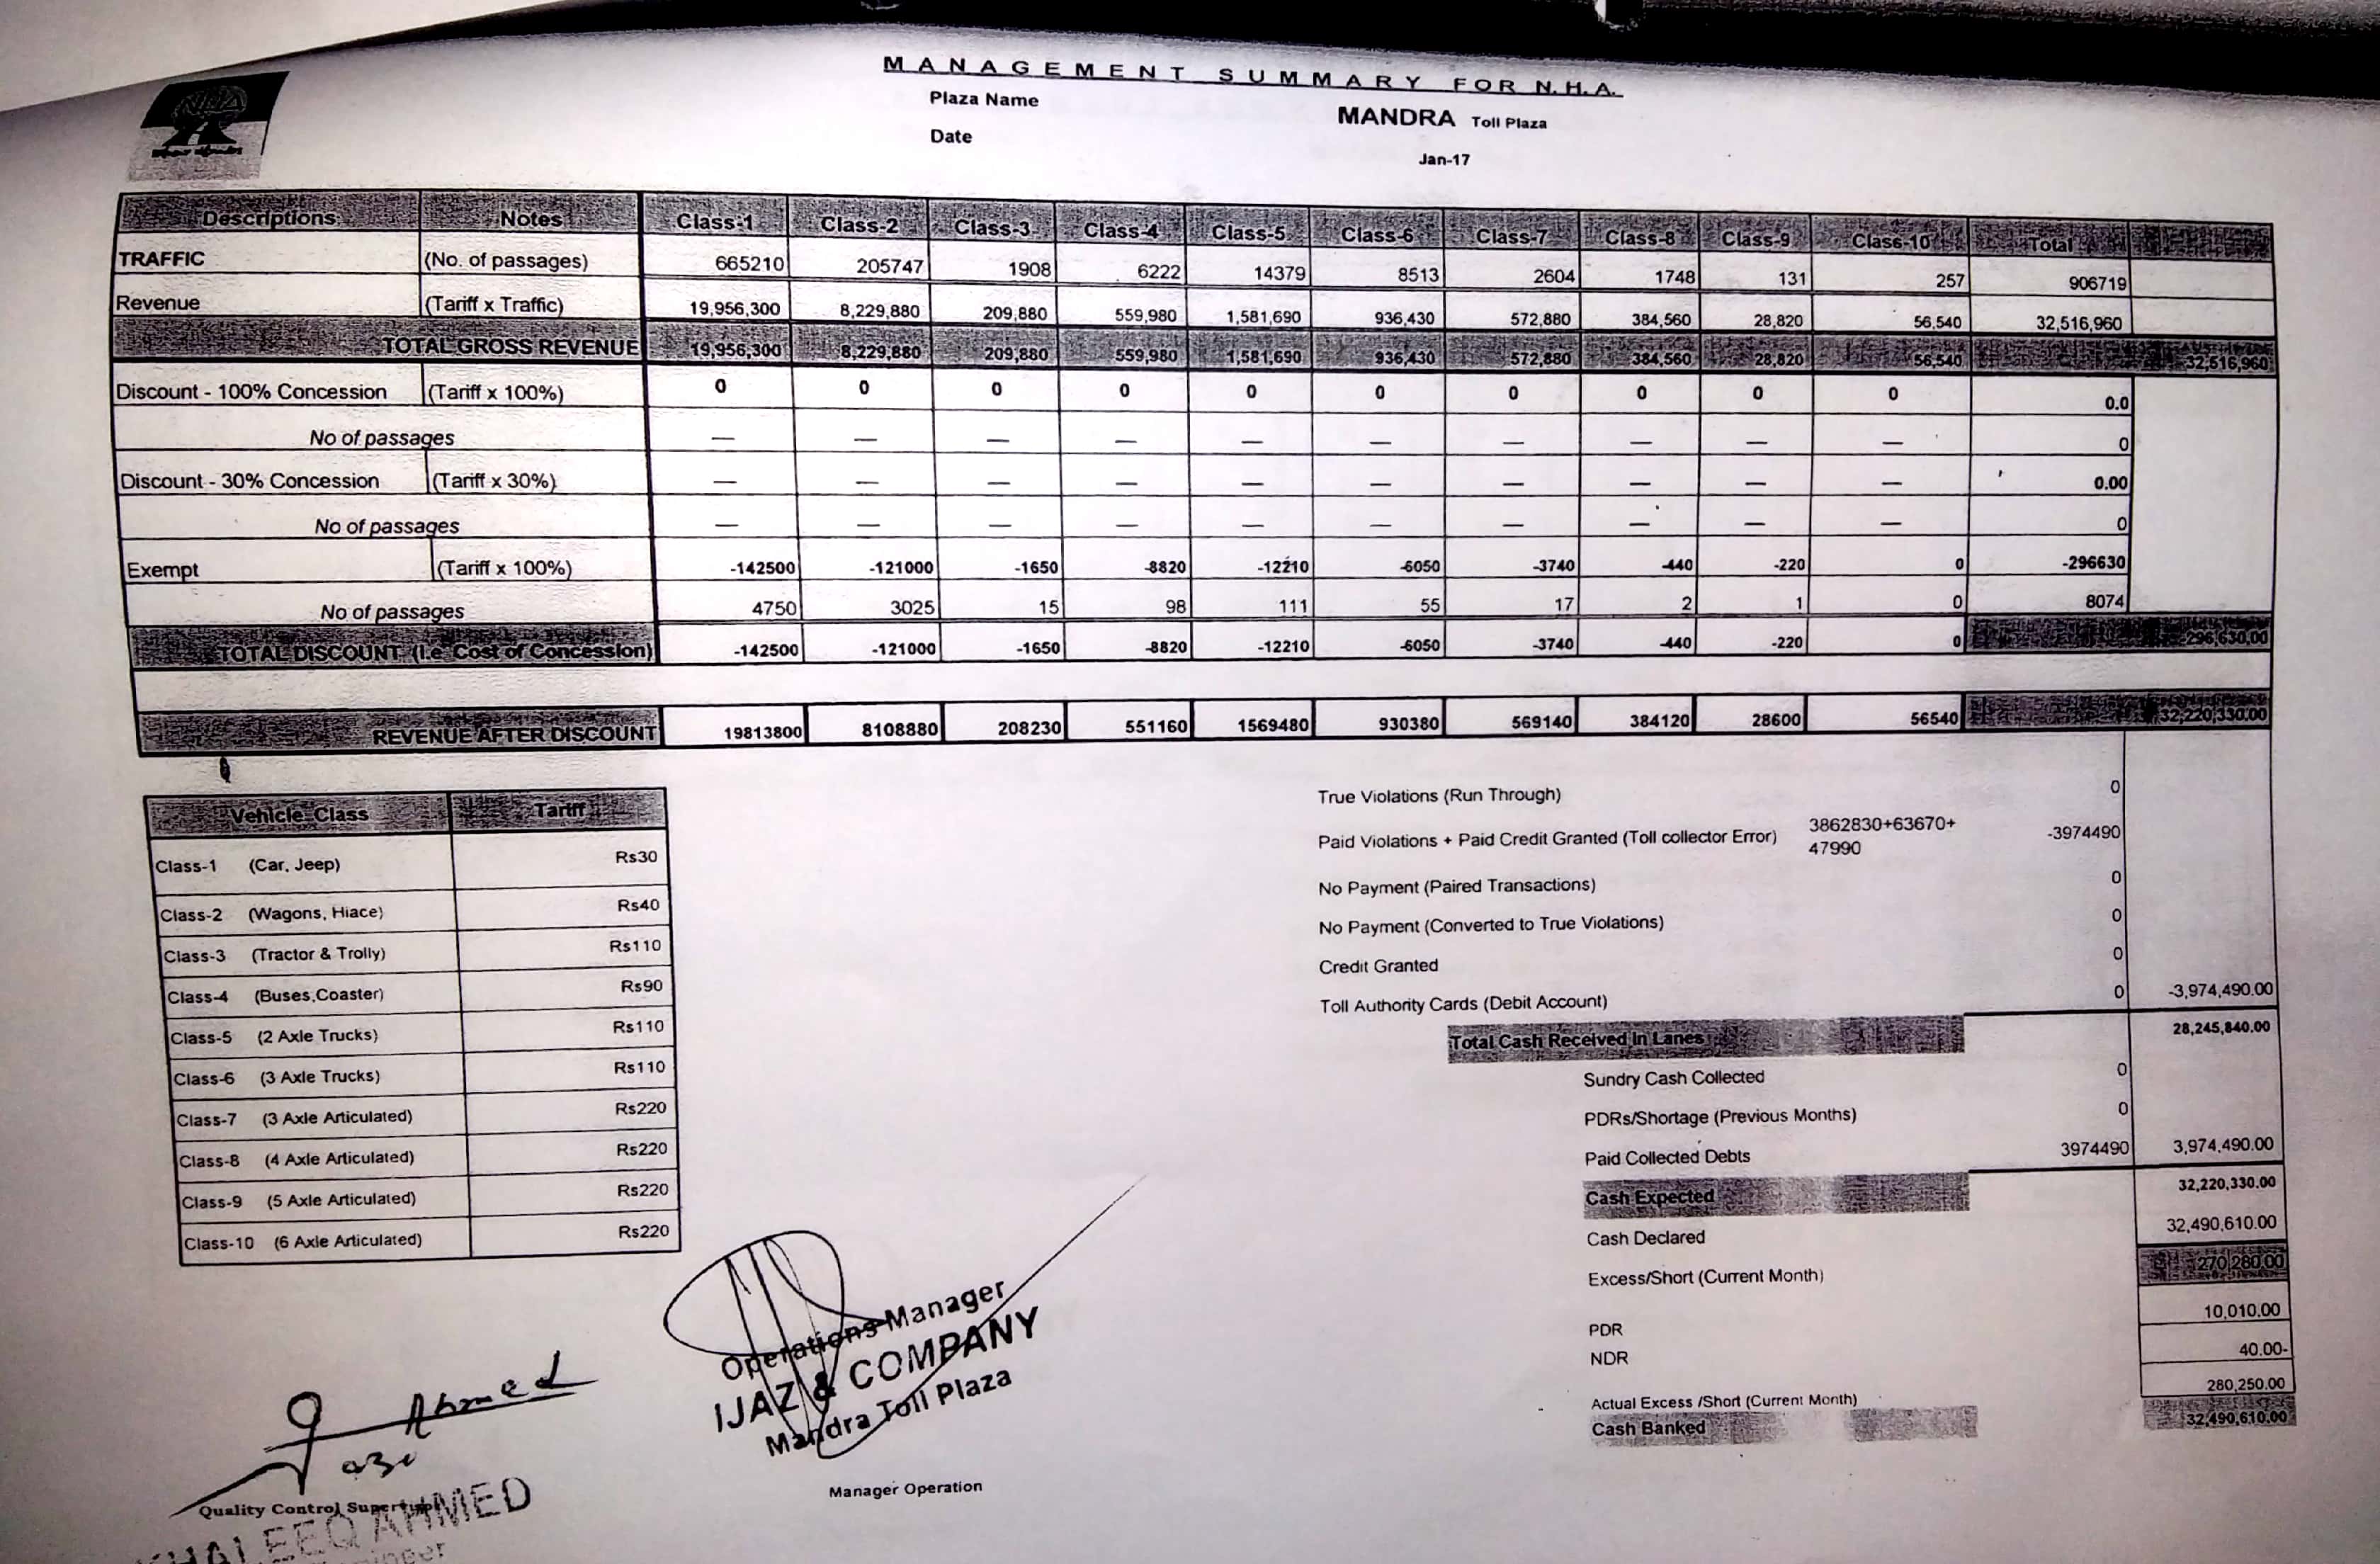 MANAGEMENT SUMMARY FOR N.H.A.
Plaza Name MANDRA Toll Plaza
Date Jan-17
NHA
Descriptions Notes Class-1 Class-2 Class-3 Class-4 Class-5 Class-6 Class-7 Class-8 Class-9 Class-10 Total
TRAFFIC (No. of passages) 665210 205747 1908 6222 14379 8513 2604 1748 131 257 906719
Revenue (Tariff x Traffic) 19,956,300 8,229,880 209,880 559,980 1,581,690 936,430 572,880 384,560 28,820 56,540 32,516,960
TOTAL GROSS REVENUE 19,956,300 8,229,880 209,880 559,980 1,581,690 936,430 572,880 384,560 28,820 56,540 32,516,960
Discount - 100% Concession (Tariff x 100%) 0 0 0 0 0 0 0 0 0 0 0.0
No of passages — — — — — — — — — — 0
Discount - 30% Concession (Tariff x 30%) — — — — — — — — — — 0.00
No of passages — — — — — — — — — — 0
Exempt (Tariff x 100%) -142500 -121000 -1650 -8820 -12210 -6050 -3740 -440 -220 0 -296630
No of passages 4750 3025 15 98 111 55 17 2 1 0 8074
TOTAL DISCOUNT (I.e Cost of Concession) -142500 -121000 -1650 -8820 -12210 -6050 -3740 -440 -220 0 296,630.00
REVENUE AFTER DISCOUNT 19813800 8108880 208230 551160 1569480 930380 569140 384120 28600 56540 32,220,330.00
Vehicle Class Tariff
Class-1 (Car, Jeep) Rs30
Class-2 (Wagons, Hiace) Rs40
Class-3 (Tractor & Trolly) Rs110
Class-4 (Buses,Coaster) Rs90
Class-5 (2 Axle Trucks) Rs110
Class-6 (3 Axle Trucks) Rs110
Class-7 (3 Axle Articulated) Rs220
Class-8 (4 Axle Articulated) Rs220
Class-9 (5 Axle Articulated) Rs220
Class-10 (6 Axle Articulated) Rs220
True Violations (Run Through) 0
Paid Violations + Paid Credit Granted (Toll collector Error) 3862830+63670+ -3974490
47990
No Payment (Paired Transactions) 0
No Payment (Converted to True Violations) 0
Credit Granted 0
Toll Authority Cards (Debit Account) 0 -3,974,490.00
Total Cash Received In Lanes 28,245,840.00
Sundry Cash Collected 0
PDRs/Shortage (Previous Months) 0
Paid Collected Debts 3974490 3,974,490.00
Cash Expected 32,220,330.00
Cash Declared 32,490,610.00
Excess/Short (Current Month) 270,280.00
PDR 10,010.00
NDR 40.00-
Actual Excess /Short (Current Month) 280,250.00
Cash Banked 32,490,610.00
Operations Manager
IJAZ & COMPANY
Mandra Toll Plaza
Manager Operation
Ahmed
Quality Control
KHALEEQ AHMED